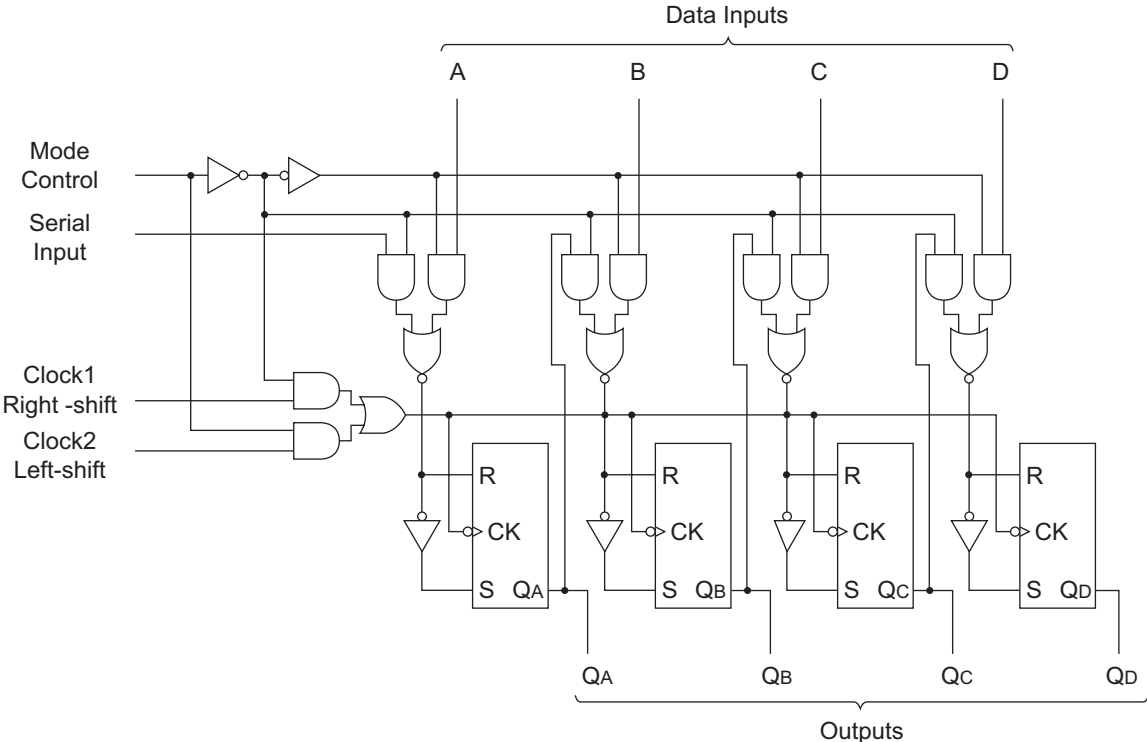 Data Inputs
A B C D
Mode
Control
Serial
Input
Clock1
Right -shift
Clock2
Left-shift
R R R R
CK CK CK CK
S QA S QB S QC S QD
QA QB QC QD
Outputs